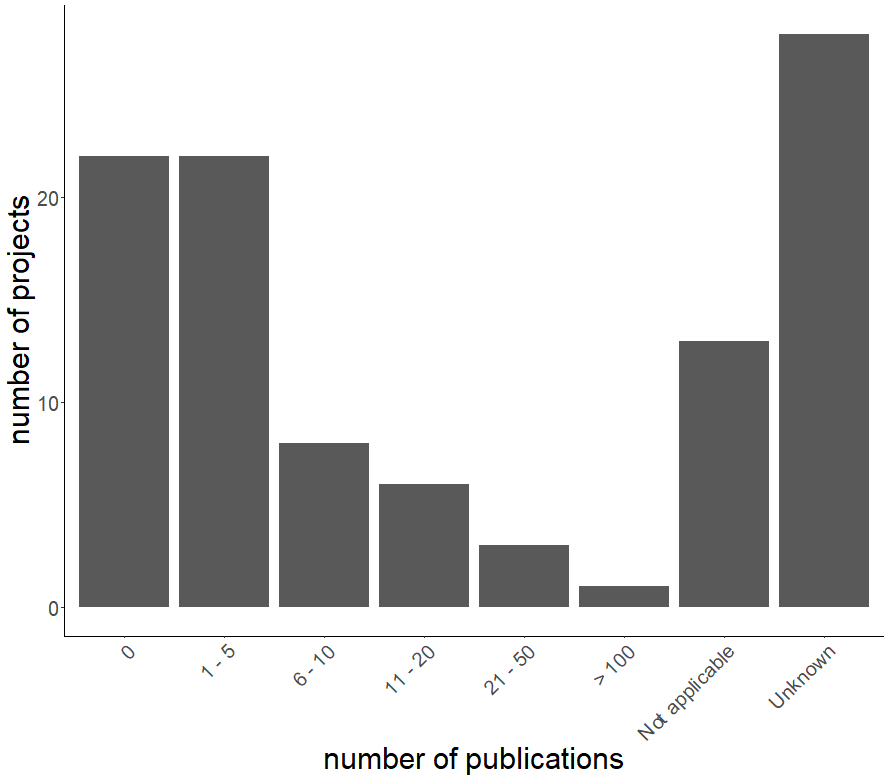 number of projects
20
10
0
0
1 - 5
6 - 10
11 - 20
21 - 50
> 100
Not applicable
Unknown
number of publications